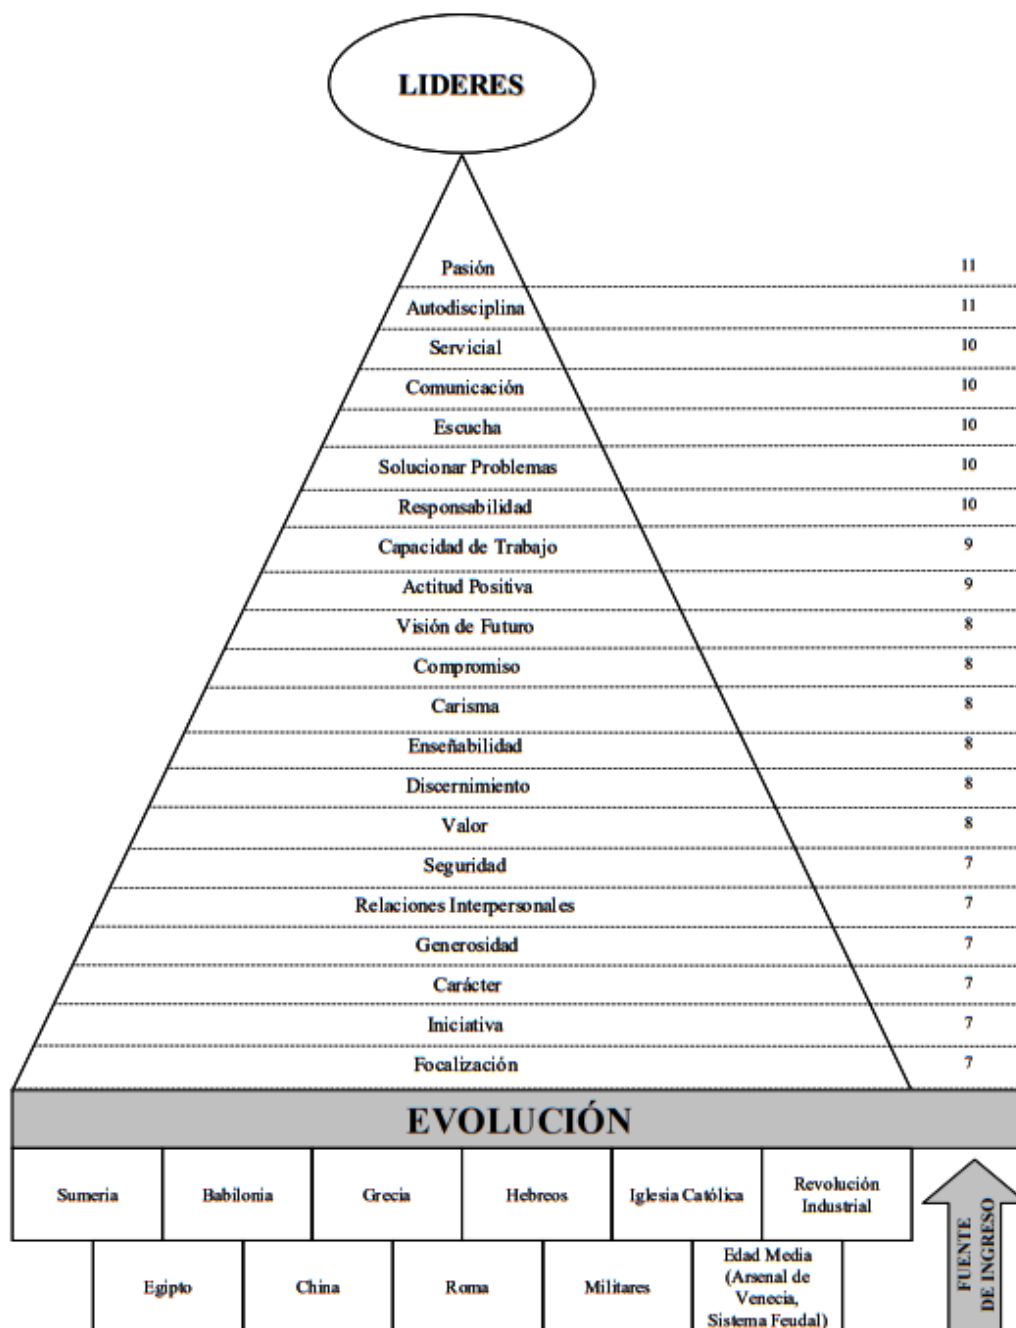 LIDERES
Pasión 11
Autodisciplina 11
Servicial 10
Comunicación 10
Escucha 10
Solucionar Problemas 10
Responsabilidad 10
Capacidad de Trabajo 9
Actitud Positiva 9
Visión de Futuro 8
Compromiso 8
Carisma 8
Enseñabilidad 8
Discernimiento 8
Valor 8
Seguridad 7
Relaciones Interpersonales 7
Generosidad 7
Carácter 7
Iniciativa 7
Focalización 7
EVOLUCIÓN
Sumeria
Babilonia
Grecia
Hebreos
Iglesia Católica
Revolución
Industrial
Egipto
China
Roma
Militares
Edad Media
(Arsenal de
Venecia,
Sistema Feudal)
FUENTE
DE INGRESO